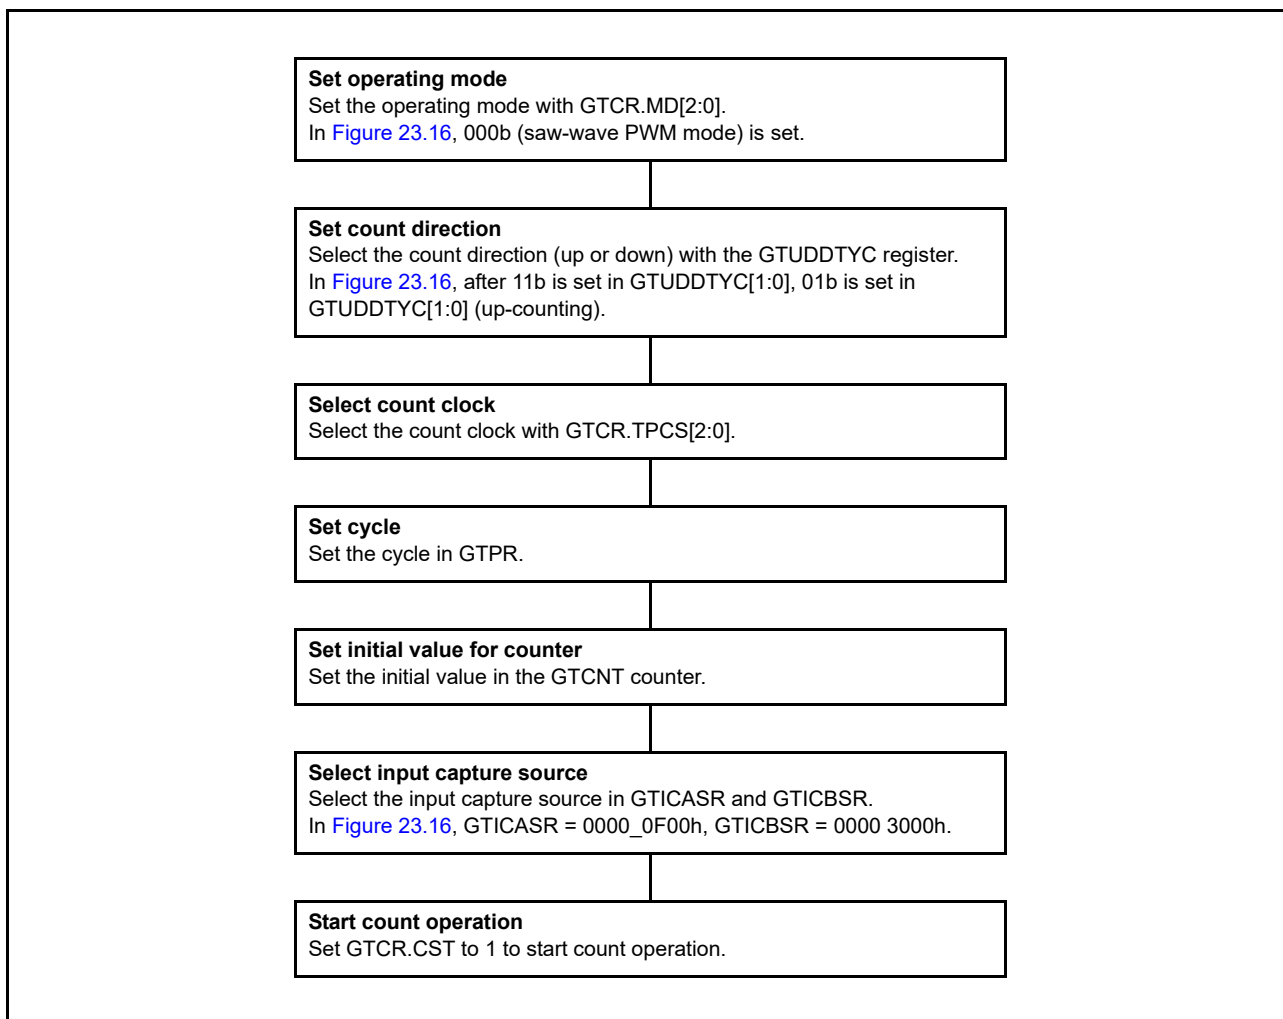 Set operating mode
Set the operating mode with GTCR.MD[2:0].
In Figure 23.16, 000b (saw-wave PWM mode) is set.
Set count direction
Select the count direction (up or down) with the GTUDDTYC register.
In Figure 23.16, after 11b is set in GTUDDTYC[1:0], 01b is set in
GTUDDTYC[1:0] (up-counting).
Select count clock
Select the count clock with GTCR.TPCS[2:0].
Set cycle
Set the cycle in GTPR.
Set initial value for counter
Set the initial value in the GTCNT counter.
Select input capture source
Select the input capture source in GTICASR and GTICBSR.
In Figure 23.16, GTICASR = 0000_0F00h, GTICBSR = 0000 3000h.
Start count operation
Set GTCR.CST to 1 to start count operation.